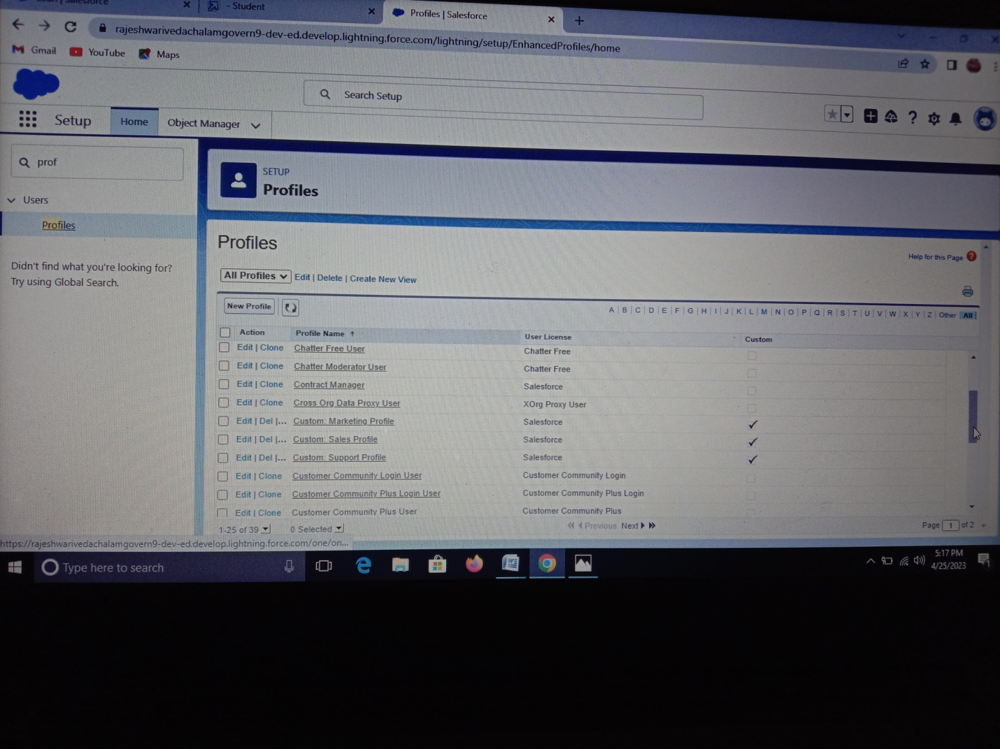 - Student
Profiles | Salesforce
rajeshwarivedachalamgovern9-dev-ed.develop.lightning.force.com/lightning/setup/EnhancedProfiles/home
Gmail YouTube Maps
Search Setup
Setup Home Object Manager
prof
Users
Profiles
Didn't find what you're looking for?
Try using Global Search.
SETUP
Profiles
Profiles
Help for this Page ?
All Profiles Edit | Delete | Create New View
New Profile
A | B | C | D | E | F | G | H | I | J | K | L | M | N | O | P | Q | R | S | T | U | V | W | X | Y | Z | Other All
Action Profile Name ↑ User License Custom
Edit | Clone Chatter Free User Chatter Free
Edit | Clone Chatter Moderator User Chatter Free
Edit | Clone Contract Manager Salesforce
Edit | Clone Cross Org Data Proxy User XOrg Proxy User
Edit | Del |... Custom: Marketing Profile Salesforce ✓
Edit | Del |... Custom: Sales Profile Salesforce ✓
Edit | Del |... Custom: Support Profile Salesforce ✓
Edit | Clone Customer Community Login User Customer Community Login
Edit | Clone Customer Community Plus Login User Customer Community Plus Login
Edit | Clone Customer Community Plus User Customer Community Plus
1-25 of 39 0 Selected Previous Next Page 1 of 2
https://rajeshwarivedachalamgovern9-dev-ed.develop.lightning.force.com/one/on...
Type here to search
5:17 PM
4/25/2023